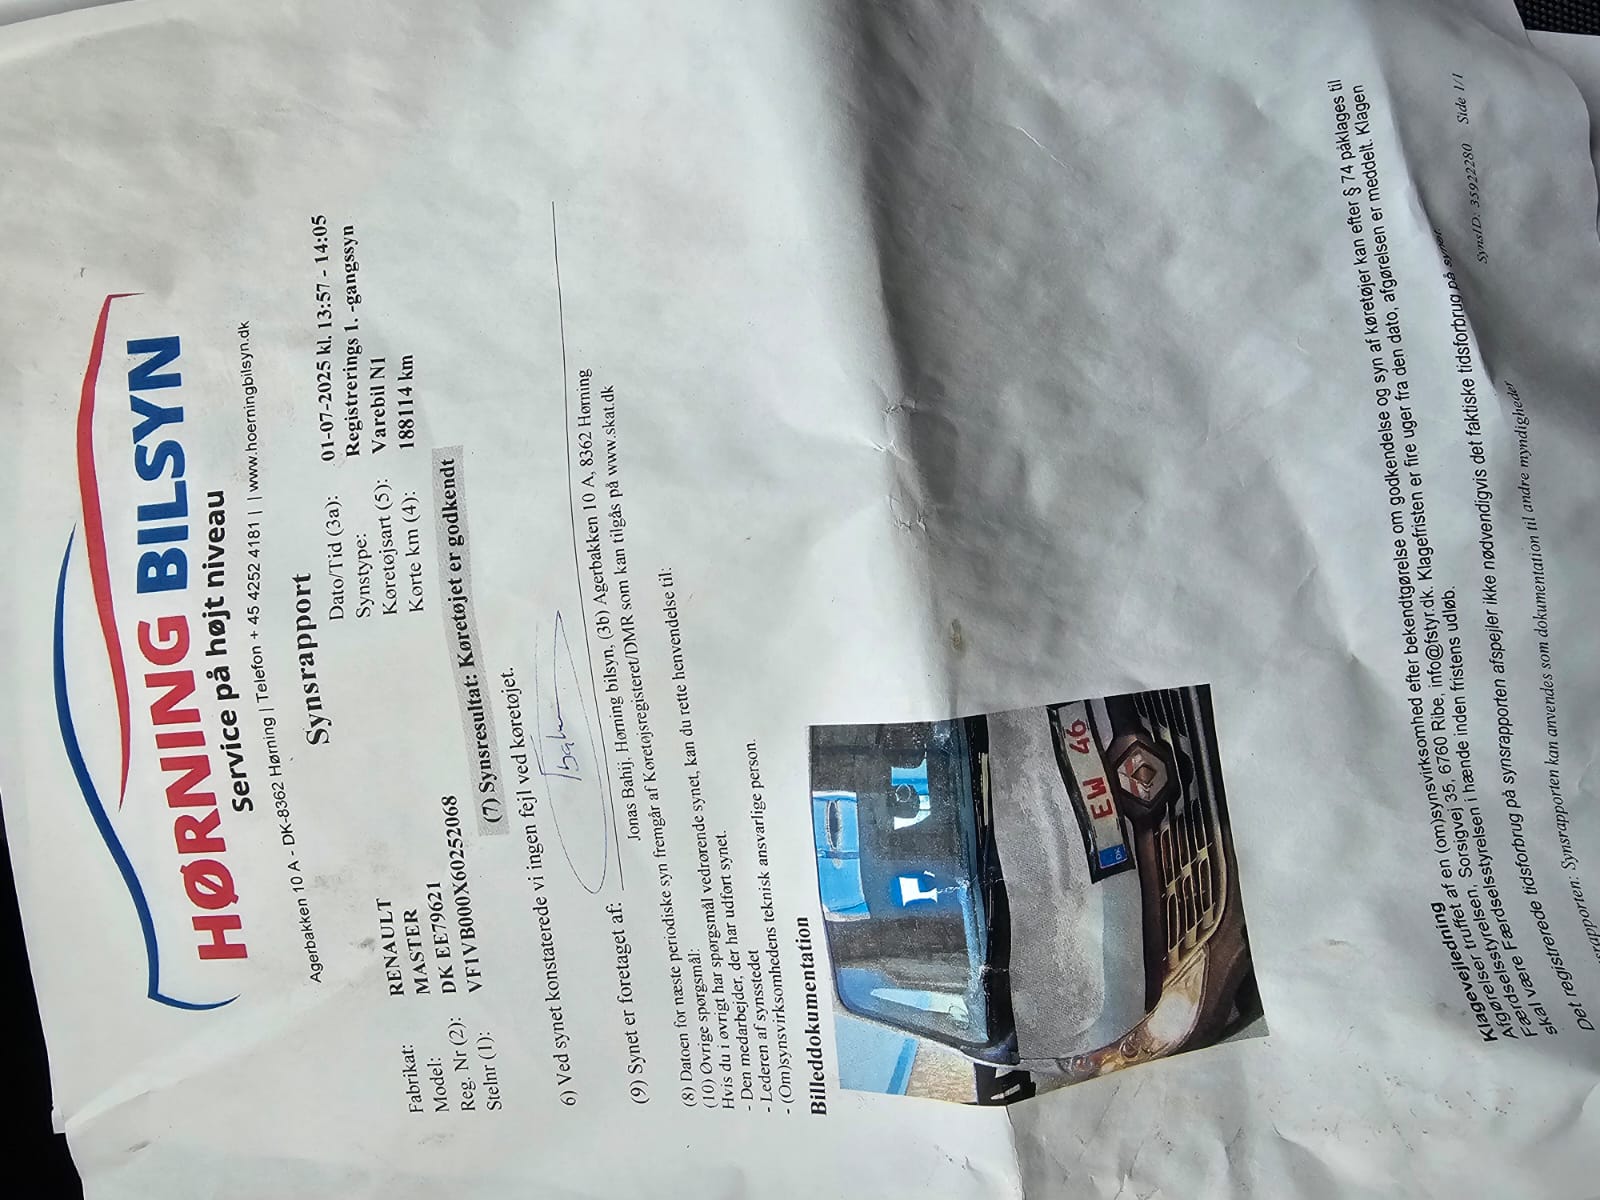 HØRNING BILSYN
Service på højt niveau
Agerbakken 10 A - DK-8362 Hørning | Telefon + 45 4252 4181 | | www.hoerningbilsyn.dk
Synsrapport
Fabrikat: RENAULT
Model: MASTER
Reg. Nr (2): DK EE79621
Stelnr (1): VF1VB000X60252068
Dato/Tid (3a): 01-07-2025 kl. 13:57 - 14:05
Synstype: Registrerings 1. -gangssyn
Køretøjsart (5): Varebil N1
Kørte km (4): 188114 km
(7) Synsresultat: Køretøjet er godkendt
6) Ved synet konstaterede vi ingen fejl ved køretøjet.
(9) Synet er foretaget af:
Jonas Bahij. Hørning bilsyn, (3b) Agerbakken 10 A, 8362 Hørning
(8) Datoen for næste periodiske syn fremgår af Køretøjsregisteret/DMR som kan tilgås på www.skat.dk
(10) Øvrige spørgsmål:
Hvis du i øvrigt har spørgsmål vedrørende synet, kan du rette henvendelse til:
- Den medarbejder, der har udført synet.
- Lederen af synsstedet
- (Om)synsvirksomhedens teknisk ansvarlige person.
Billeddokumentation
DK EW 46
Klagevejledning
Afgørelser truffet af en (om)synsvirksomhed efter bekendtgørelse om godkendelse og syn af køretøjer kan efter § 74 påklages til
Færdselsstyrelsen, Sorsigvej 35, 6760 Ribe, info@fstyr.dk. Klagefristen er fire uger fra den dato, afgørelsen er meddelt. Klagen
skal være Færdselsstyrelsen i hænde inden fristens udløb.
Det registrerede tidsforbrug på synsrapporten afspejler ikke nødvendigvis det faktiske tidsforbrug på synet.
srapporten: Synsrapporten kan anvendes som dokumentation til andre myndigheder
SynsID: 35922280 Side 1/1